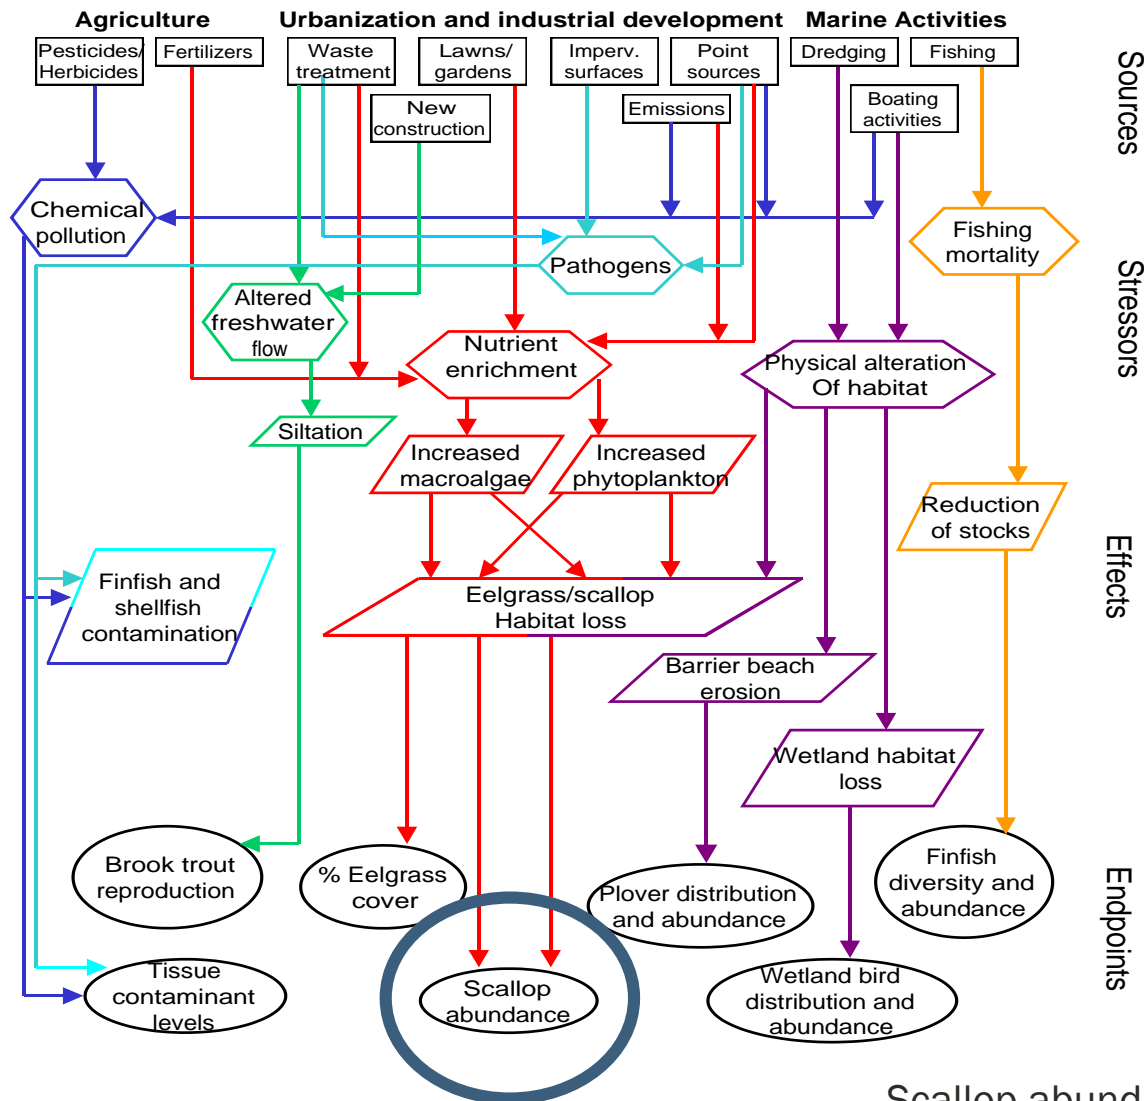 Agriculture
Urbanization and industrial development
Marine Activities
Pesticides/
Herbicides
Fertilizers
Waste
treatment
Lawns/
gardens
Imperv.
surfaces
Point
sources
Dredging
Fishing
Sources
New
construction
Emissions
Boating
activities
Chemical
pollution
Pathogens
Fishing
mortality
Stressors
Altered
freshwater
flow
Nutrient
enrichment
Physical alteration
Of habitat
Siltation
Increased
macroalgae
Increased
phytoplankton
Reduction
of stocks
Effects
Finfish and
shellfish
contamination
Eelgrass/scallop
Habitat loss
Barrier beach
erosion
Wetland habitat
loss
Brook trout
reproduction
% Eelgrass
cover
Plover distribution
and abundance
Finfish
diversity and
abundance
Endpoints
Tissue
contaminant
levels
Scallop
abundance
Wetland bird
distribution and
abundance
Scallop